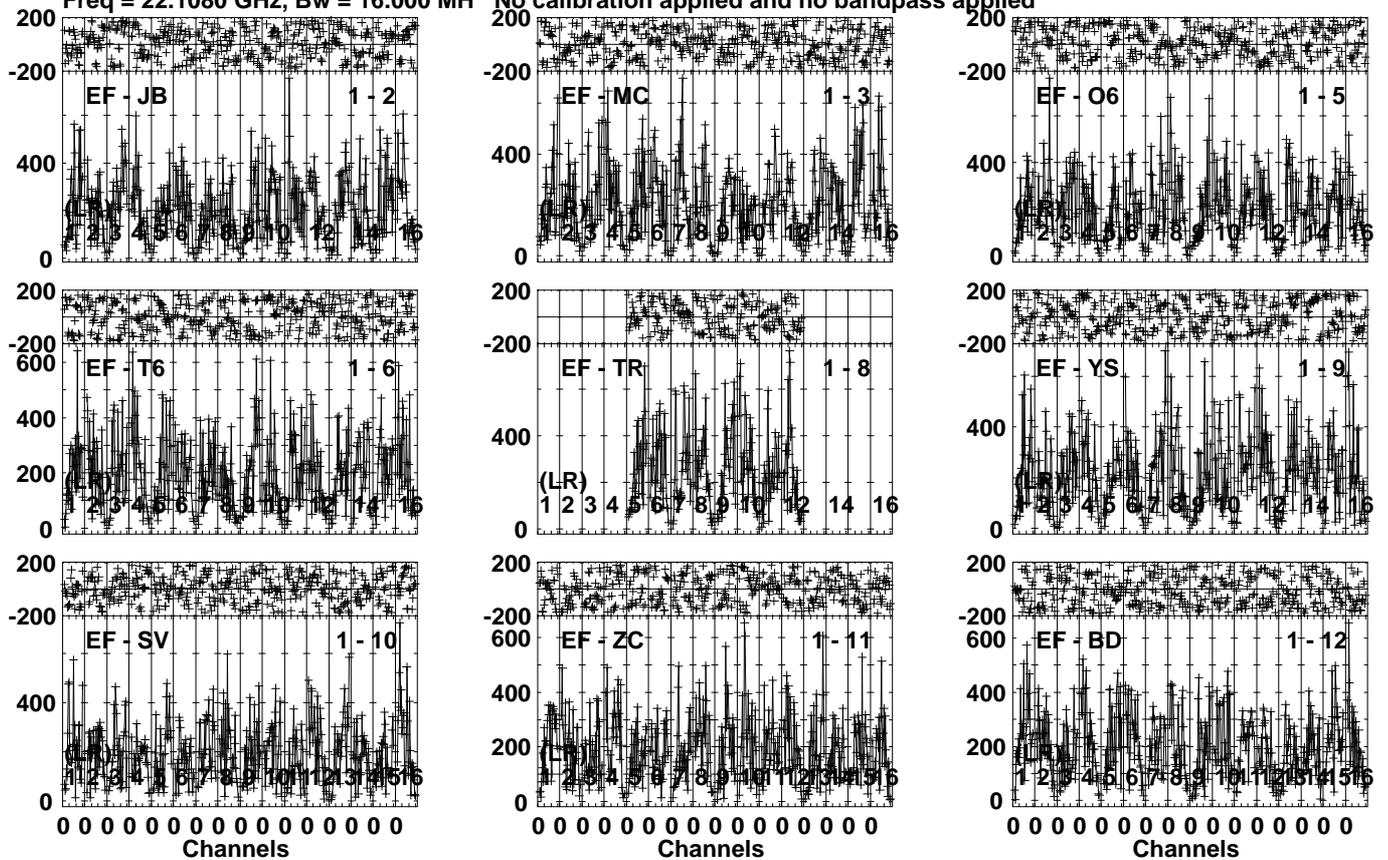 Freq = 22.1080 GHz, Bw = 16.000 MH No calibration applied and no bandpass applied
200 200 200
-200 -200 -200
EF - JB 1 - 2 EF - MC 1 - 3 EF - O6 1 - 5
400 400 400
(LR) (LR) (LR)
1 2 3 4 5 6 7 8 9 10 12 14 16 1 2 3 4 5 6 7 8 9 10 12 14 16 1 2 3 4 5 6 7 8 9 10 12 14 16
0 0 0
200 200 200
-200 -200 -200
600
EF - T6 1 - 6 EF - TR 1 - 8 EF - YS 1 - 9
400 400 400
200
(LR) (LR) (LR)
1 2 3 4 5 6 7 8 9 10 12 14 16 1 2 3 4 5 6 7 8 9 10 12 14 16 1 2 3 4 5 6 7 8 9 10 12 14 16
0 0 0
200 200 200
-200 -200 -200
EF - SV 1 - 10 600 EF - ZC 1 - 11 600 EF - BD 1 - 12
400 400 400
200 200
(LR) (LR) (LR)
1 2 3 4 5 6 7 8 9 10 11 12 13 14 15 16 1 2 3 4 5 6 7 8 9 10 11 12 13 14 15 16 1 2 3 4 5 6 7 8 9 10 11 12 13 14 15 16
0 0 0
0 0 0 0 0 0 0 0 0 0 0 0 0 0 0 0 0 0 0 0 0 0 0 0 0 0 0 0 0 0 0 0 0 0 0 0 0 0 0 0 0 0 0 0 0 0 0 0
Channels Channels Channels